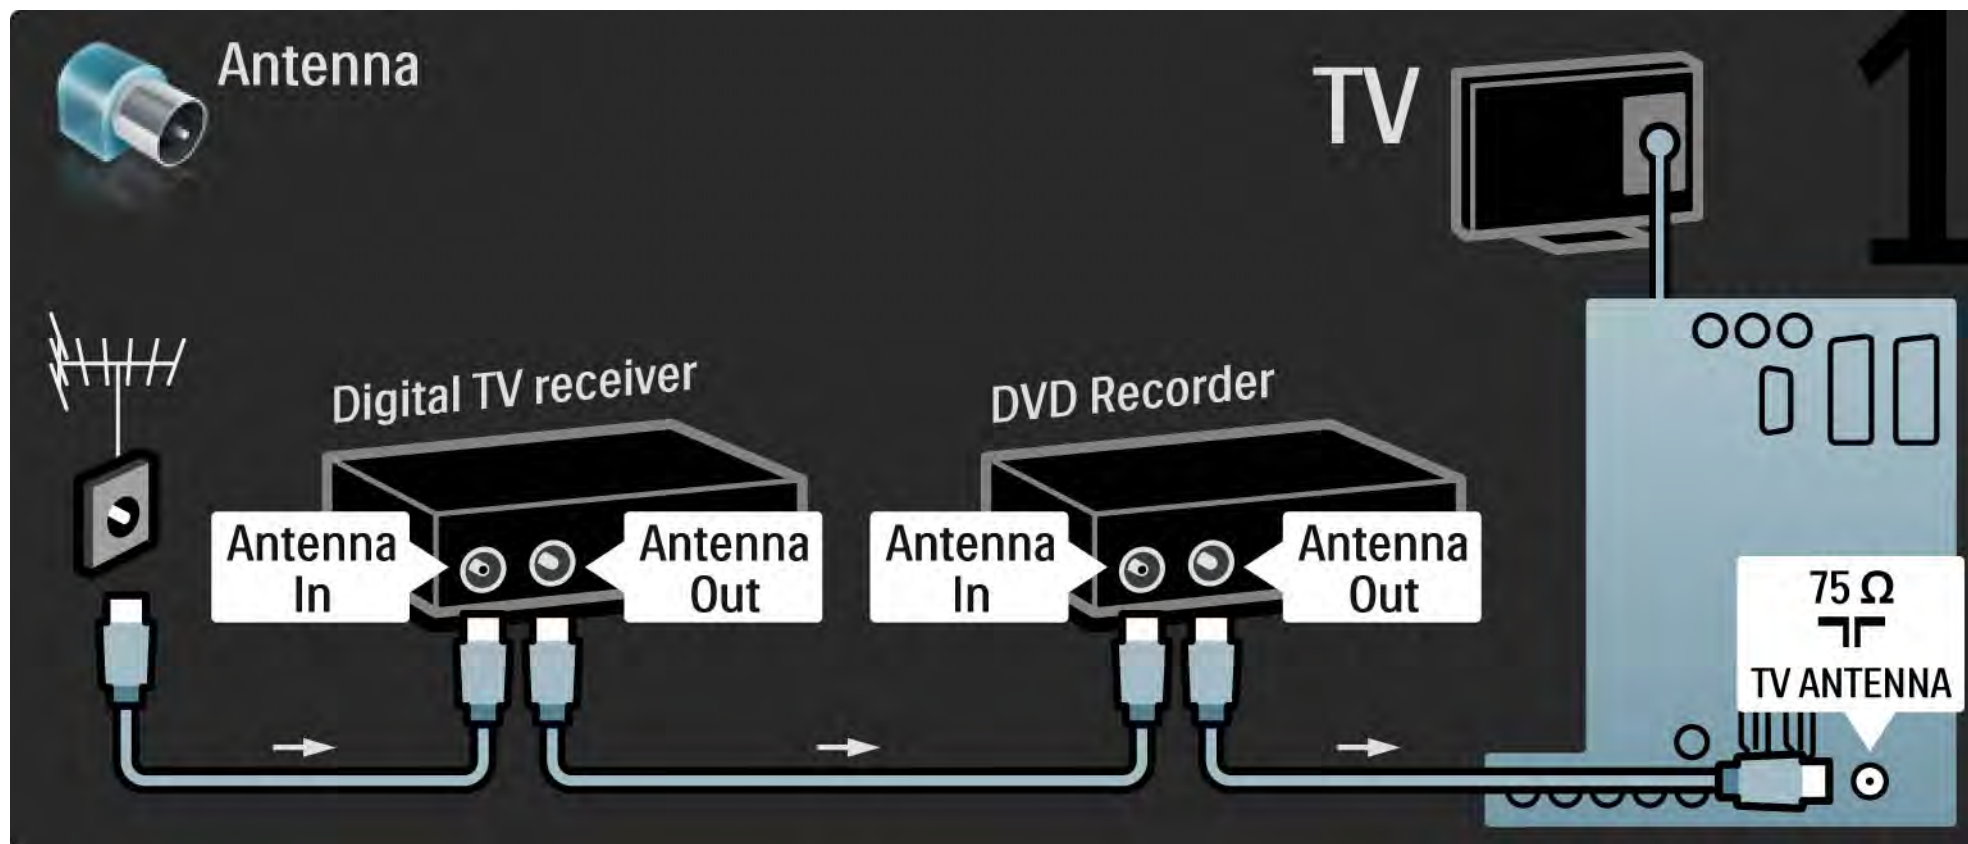 Antenna
TV
1
Digital TV receiver
DVD Recorder
Antenna
In
Antenna
Out
Antenna
In
Antenna
Out
75 Ω
TV ANTENNA